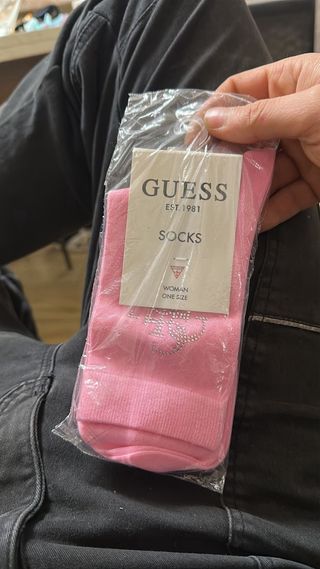 GUESS
EST. 1981
SOCKS
WOMAN
ONE SIZE